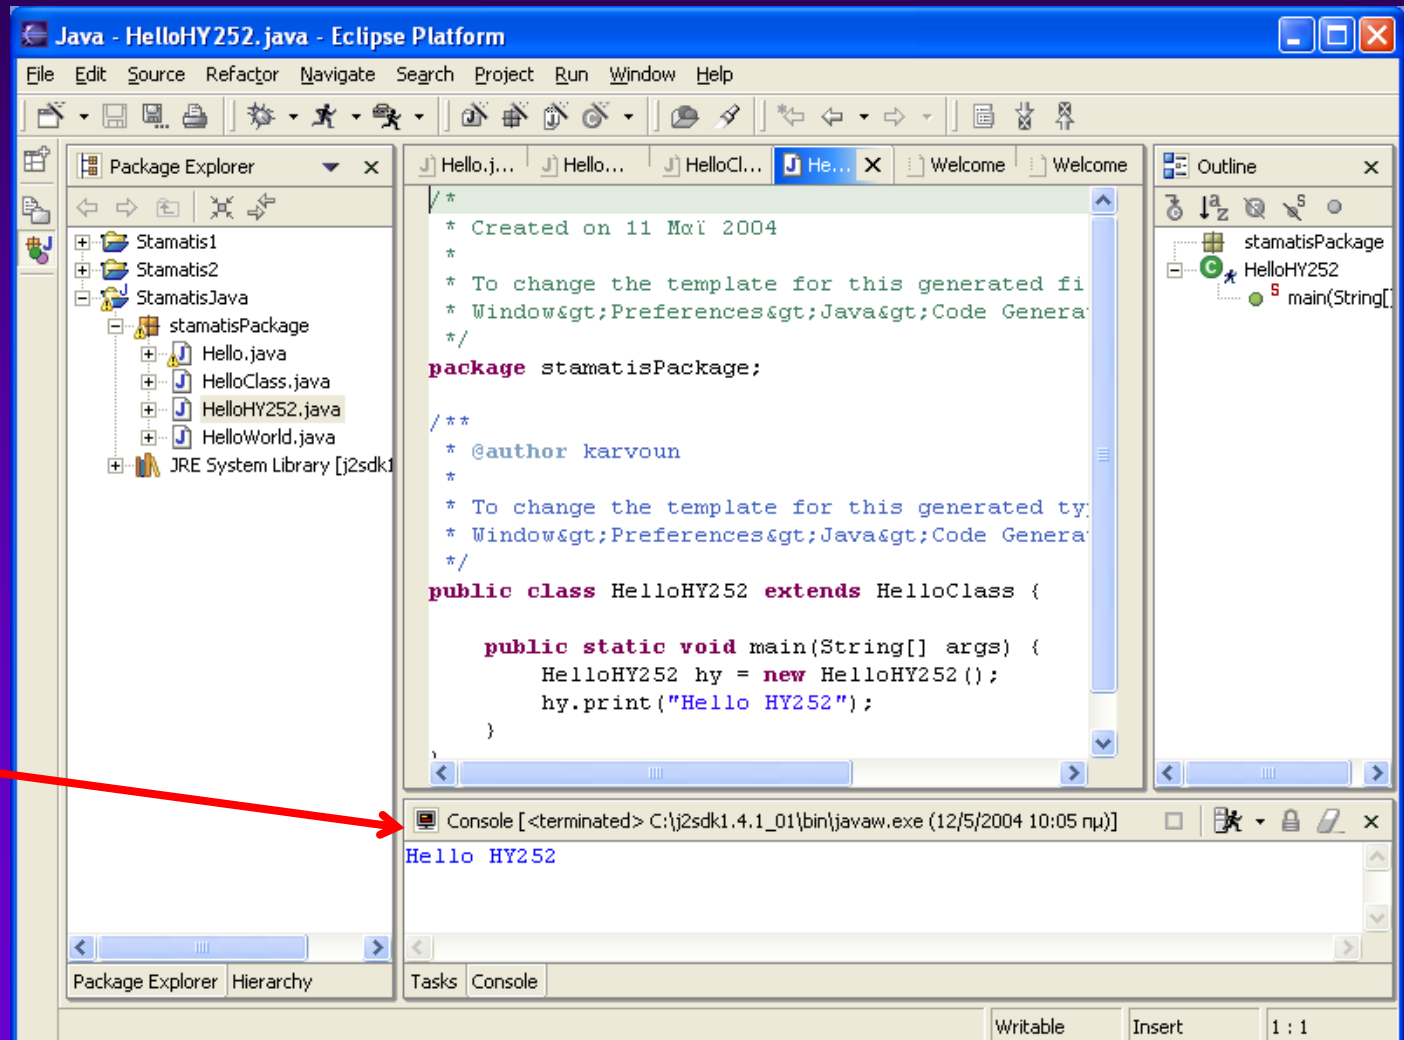 Java - HelloHY252.java - Eclipse Platform
File Edit Source Refactor Navigate Search Project Run Window Help
Package Explorer
Stamatis1
Stamatis2
StamatisJava
stamatisPackage
Hello.java
HelloClass.java
HelloHY252.java
HelloWorld.java
JRE System Library [j2sdk1
Package Explorer Hierarchy
Hello.j... Hello... HelloCl... He... Welcome Welcome
/*
* Created on 11 Μαϊ 2004
*
* To change the template for this generated fi
* Window&gt;Preferences&gt;Java&gt;Code Genera
*/
package stamatisPackage;
/**
* @author karvoun
*
* To change the template for this generated ty
* Window&gt;Preferences&gt;Java&gt;Code Genera
*/
public class HelloHY252 extends HelloClass {
public static void main(String[] args) {
HelloHY252 hy = new HelloHY252();
hy.print("Hello HY252");
}
Outline
stamatisPackage
HelloHY252
main(String[]
Console [<terminated> C:\j2sdk1.4.1_01\bin\javaw.exe (12/5/2004 10:05 πμ)]
Hello HY252
Tasks Console
Writable Insert 1 : 1